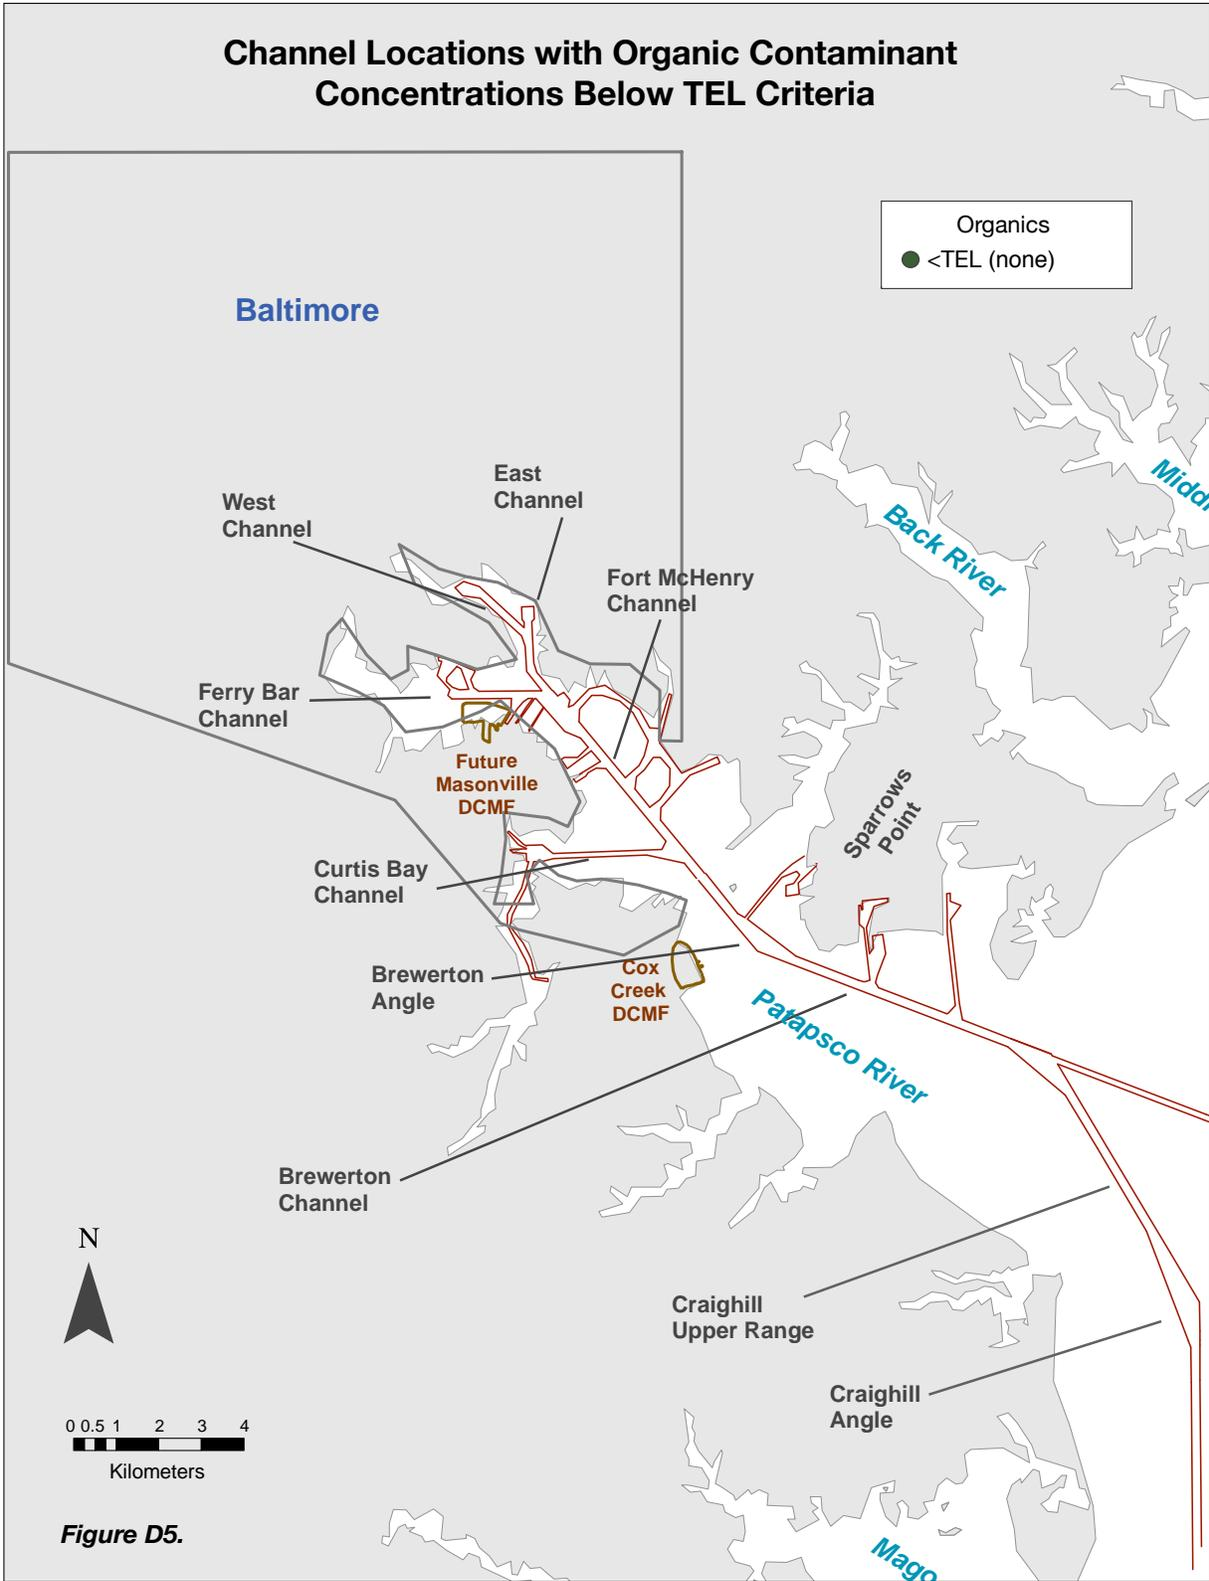 Channel Locations with Organic Contaminant
Concentrations Below TEL Criteria
Organics
<TEL (none)
Baltimore
East
Channel
West
Channel
Fort McHenry
Channel
Back River
Middl
Ferry Bar
Channel
Future
Masonville
DCMF
Sparrows
Point
Curtis Bay
Channel
Brewerton
Angle
Cox
Creek
DCMF
Patapsco River
Brewerton
Channel
N
Craighill
Upper Range
Craighill
Angle
0 0.5 1 2 3 4
Kilometers
Figure D5.
Mago